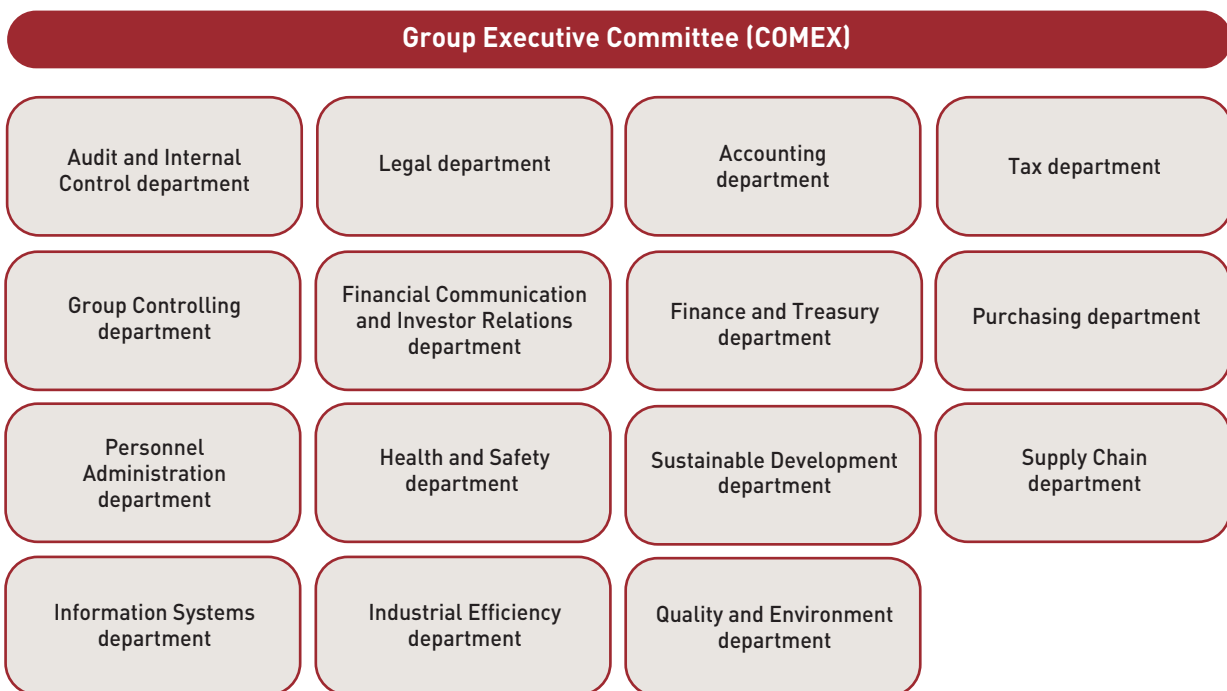 Group Executive Committee (COMEX)
Audit and Internal
Control department
Legal department
Accounting
department
Tax department
Group Controlling
department
Financial Communication
and Investor Relations
department
Finance and Treasury
department
Purchasing department
Personnel
Administration
department
Health and Safety
department
Sustainable Development
department
Supply Chain
department
Information Systems
department
Industrial Efficiency
department
Quality and Environment
department